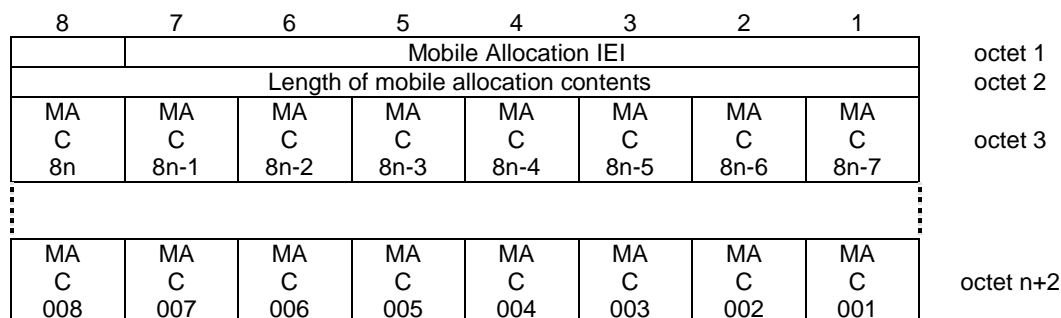 8 7 6 5 4 3 2 1
Mobile Allocation IEI octet 1
Length of mobile allocation contents octet 2
MA MA MA MA MA MA MA MA
C C C C C C C C octet 3
8n 8n-1 8n-2 8n-3 8n-4 8n-5 8n-6 8n-7
MA MA MA MA MA MA MA MA
C C C C C C C C octet n+2
008 007 006 005 004 003 002 001